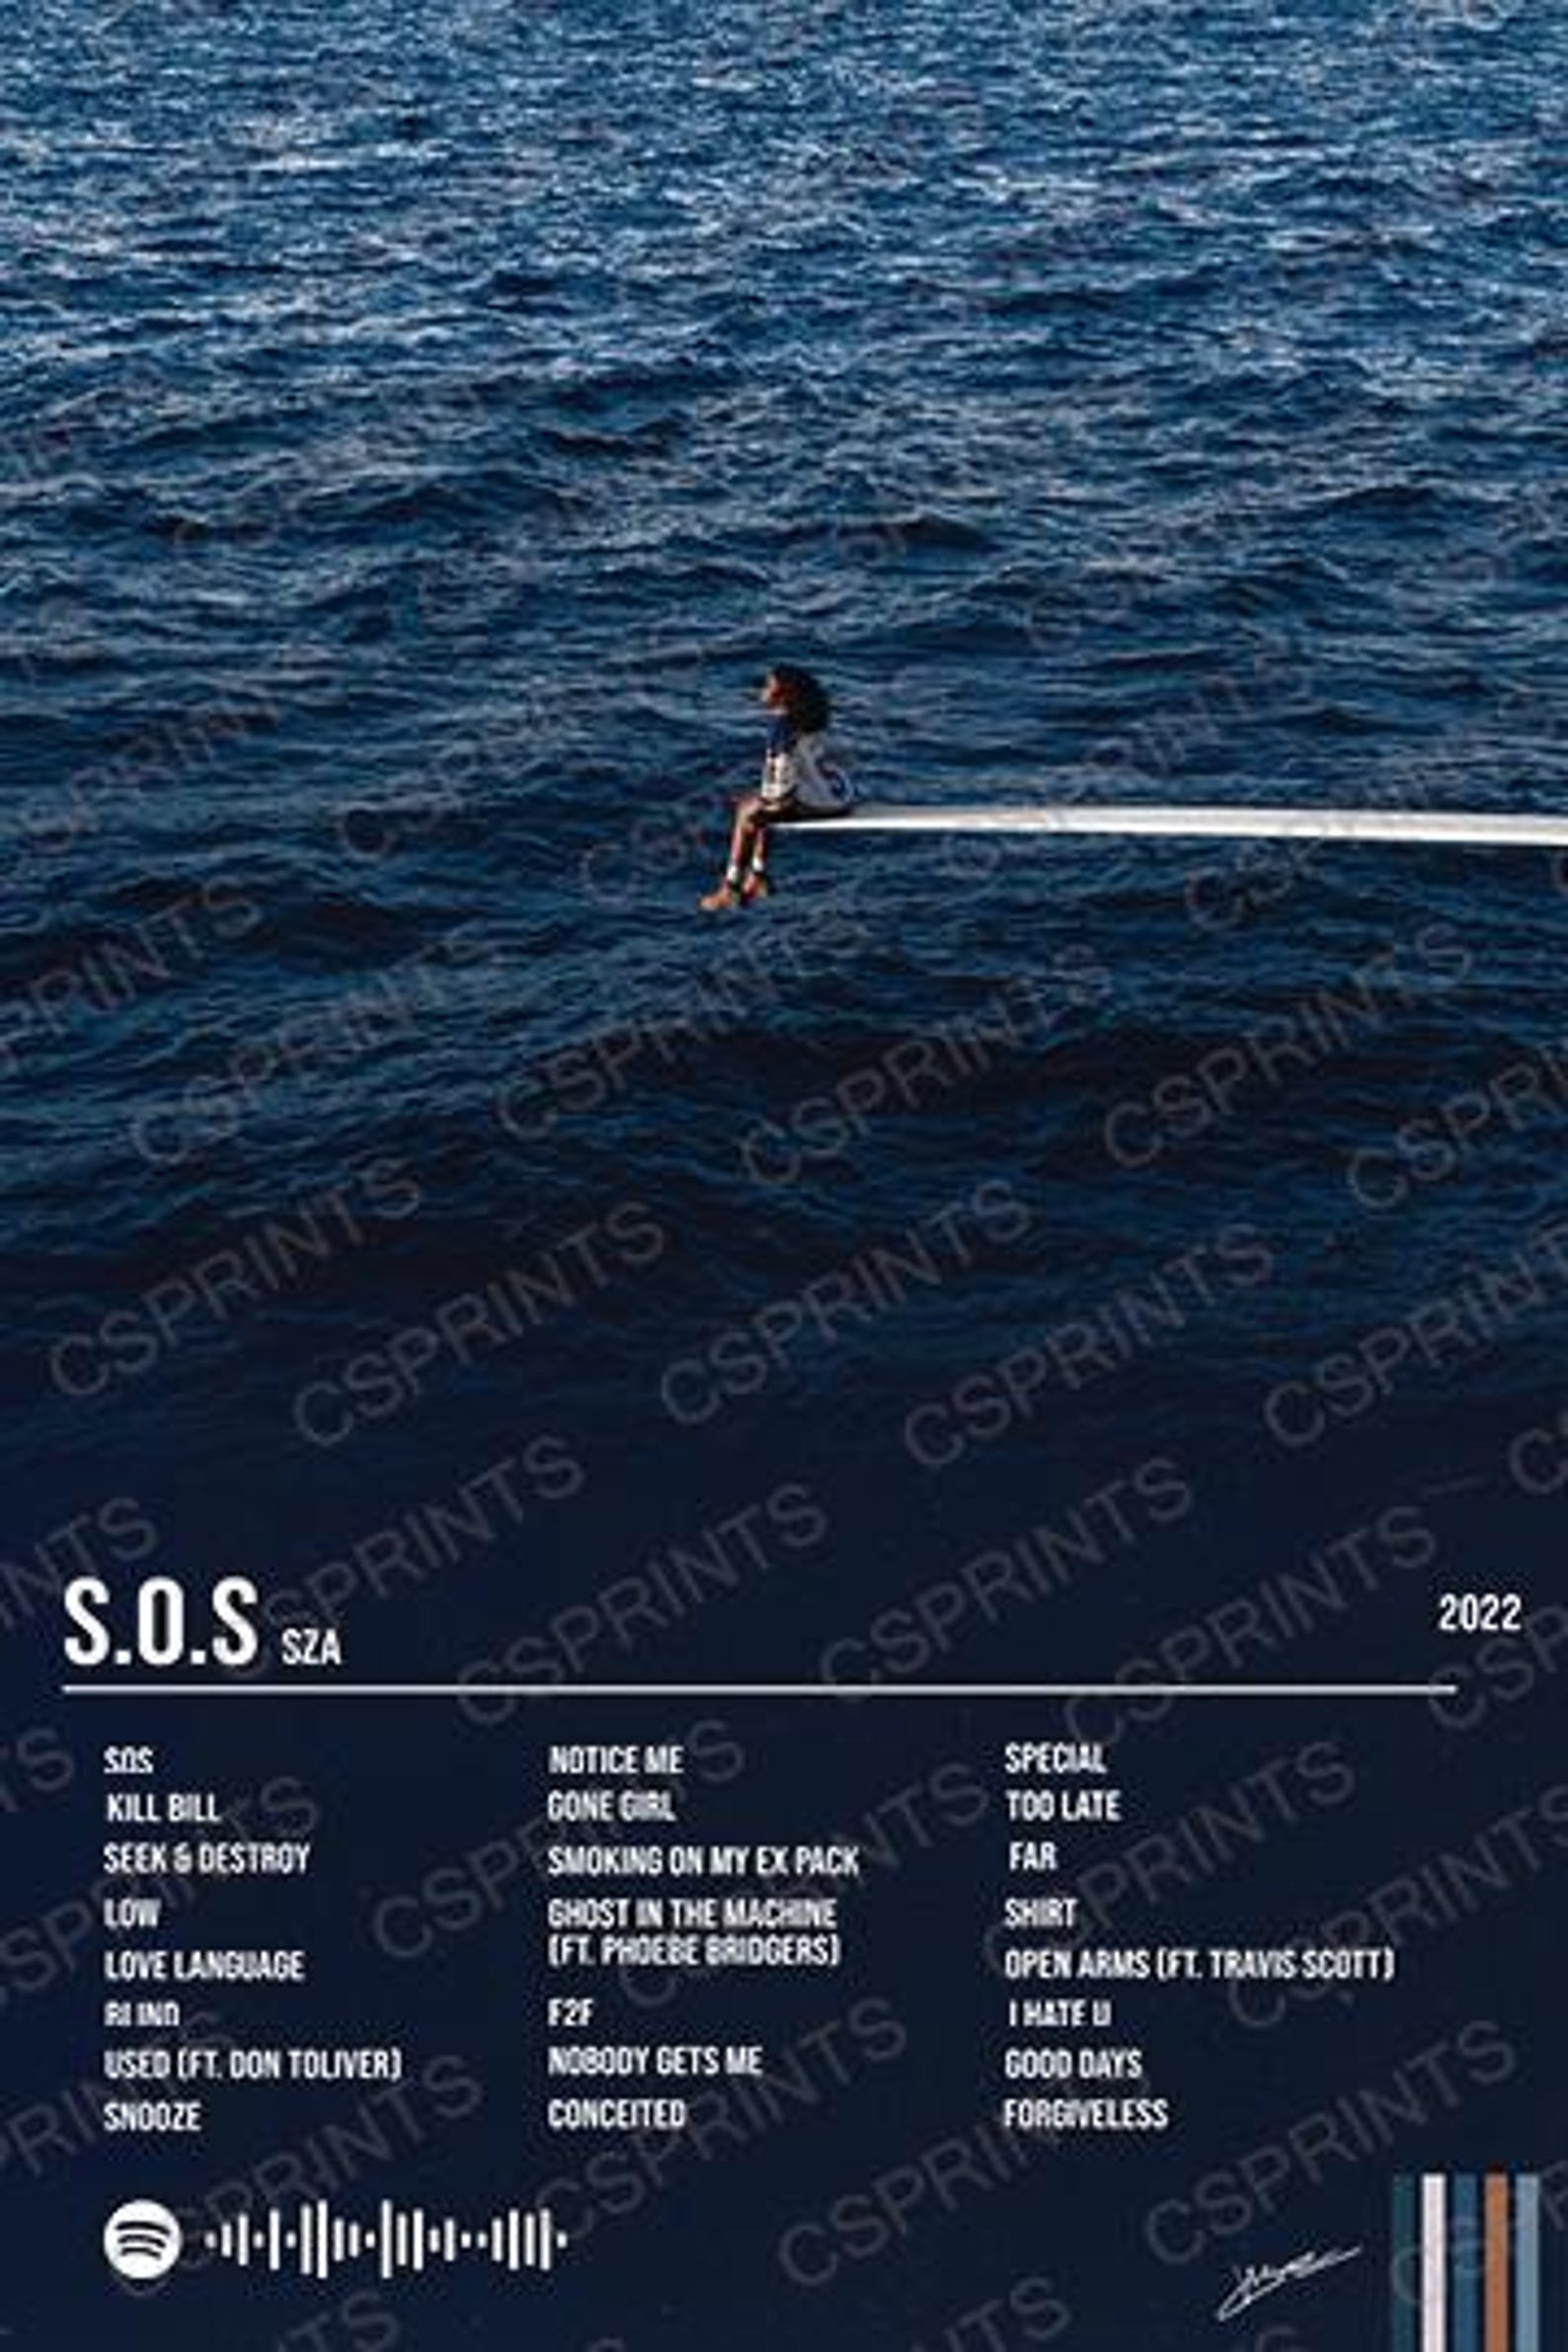 S.O.S SZA
2022
SOS
KILL BILL
SEEK & DESTROY
LOW
LOVE LANGUAGE
BLIND
USED (FT. DON TOLIVER)
SNOOZE
NOTICE ME
GONE GIRL
SMOKING ON MY EX PACK
GHOST IN THE MACHINE
(FT. PHOEBE BRIDGERS)
F2F
NOBODY GETS ME
CONCEITED
SPECIAL
TOO LATE
FAR
SHIRT
OPEN ARMS (FT. TRAVIS SCOTT)
I HATE U
GOOD DAYS
FORGIVELESS
CSPRINTS